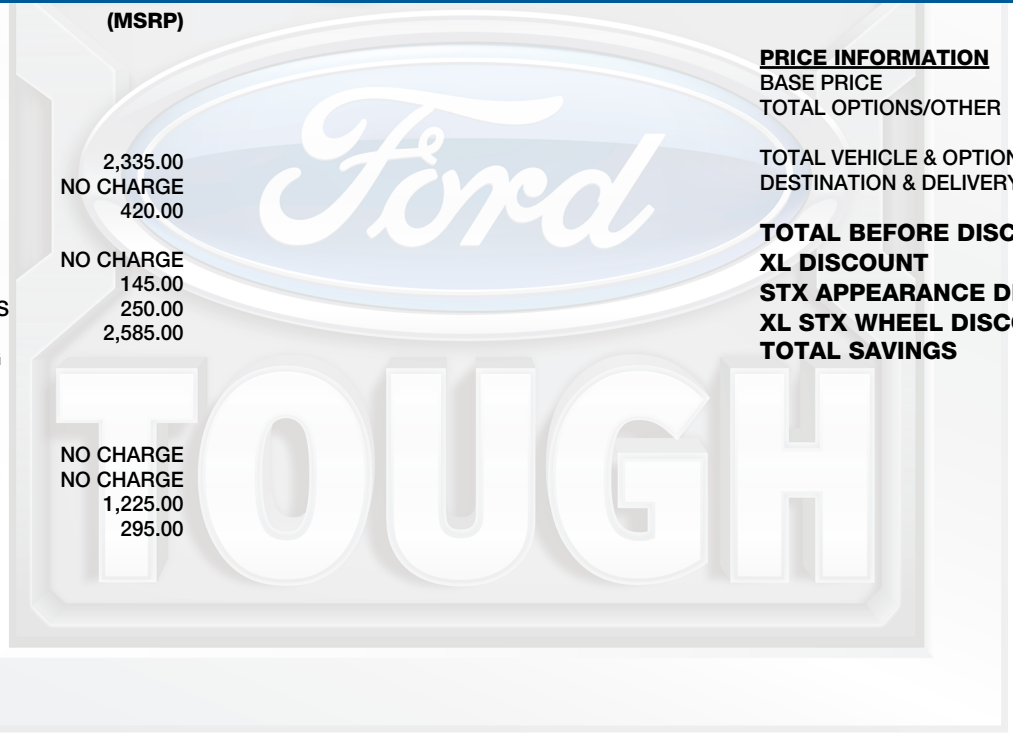 (MSRP)
2,335.00
NO CHARGE
420.00
NO CHARGE
145.00
S 250.00
2,585.00
NO CHARGE
NO CHARGE
1,225.00
295.00
Ford
TOUGH
PRICE INFORMATION
BASE PRICE
TOTAL OPTIONS/OTHER
TOTAL VEHICLE & OPTION
DESTINATION & DELIVERY
TOTAL BEFORE DISC
XL DISCOUNT
STX APPEARANCE DI
XL STX WHEEL DISCO
TOTAL SAVINGS